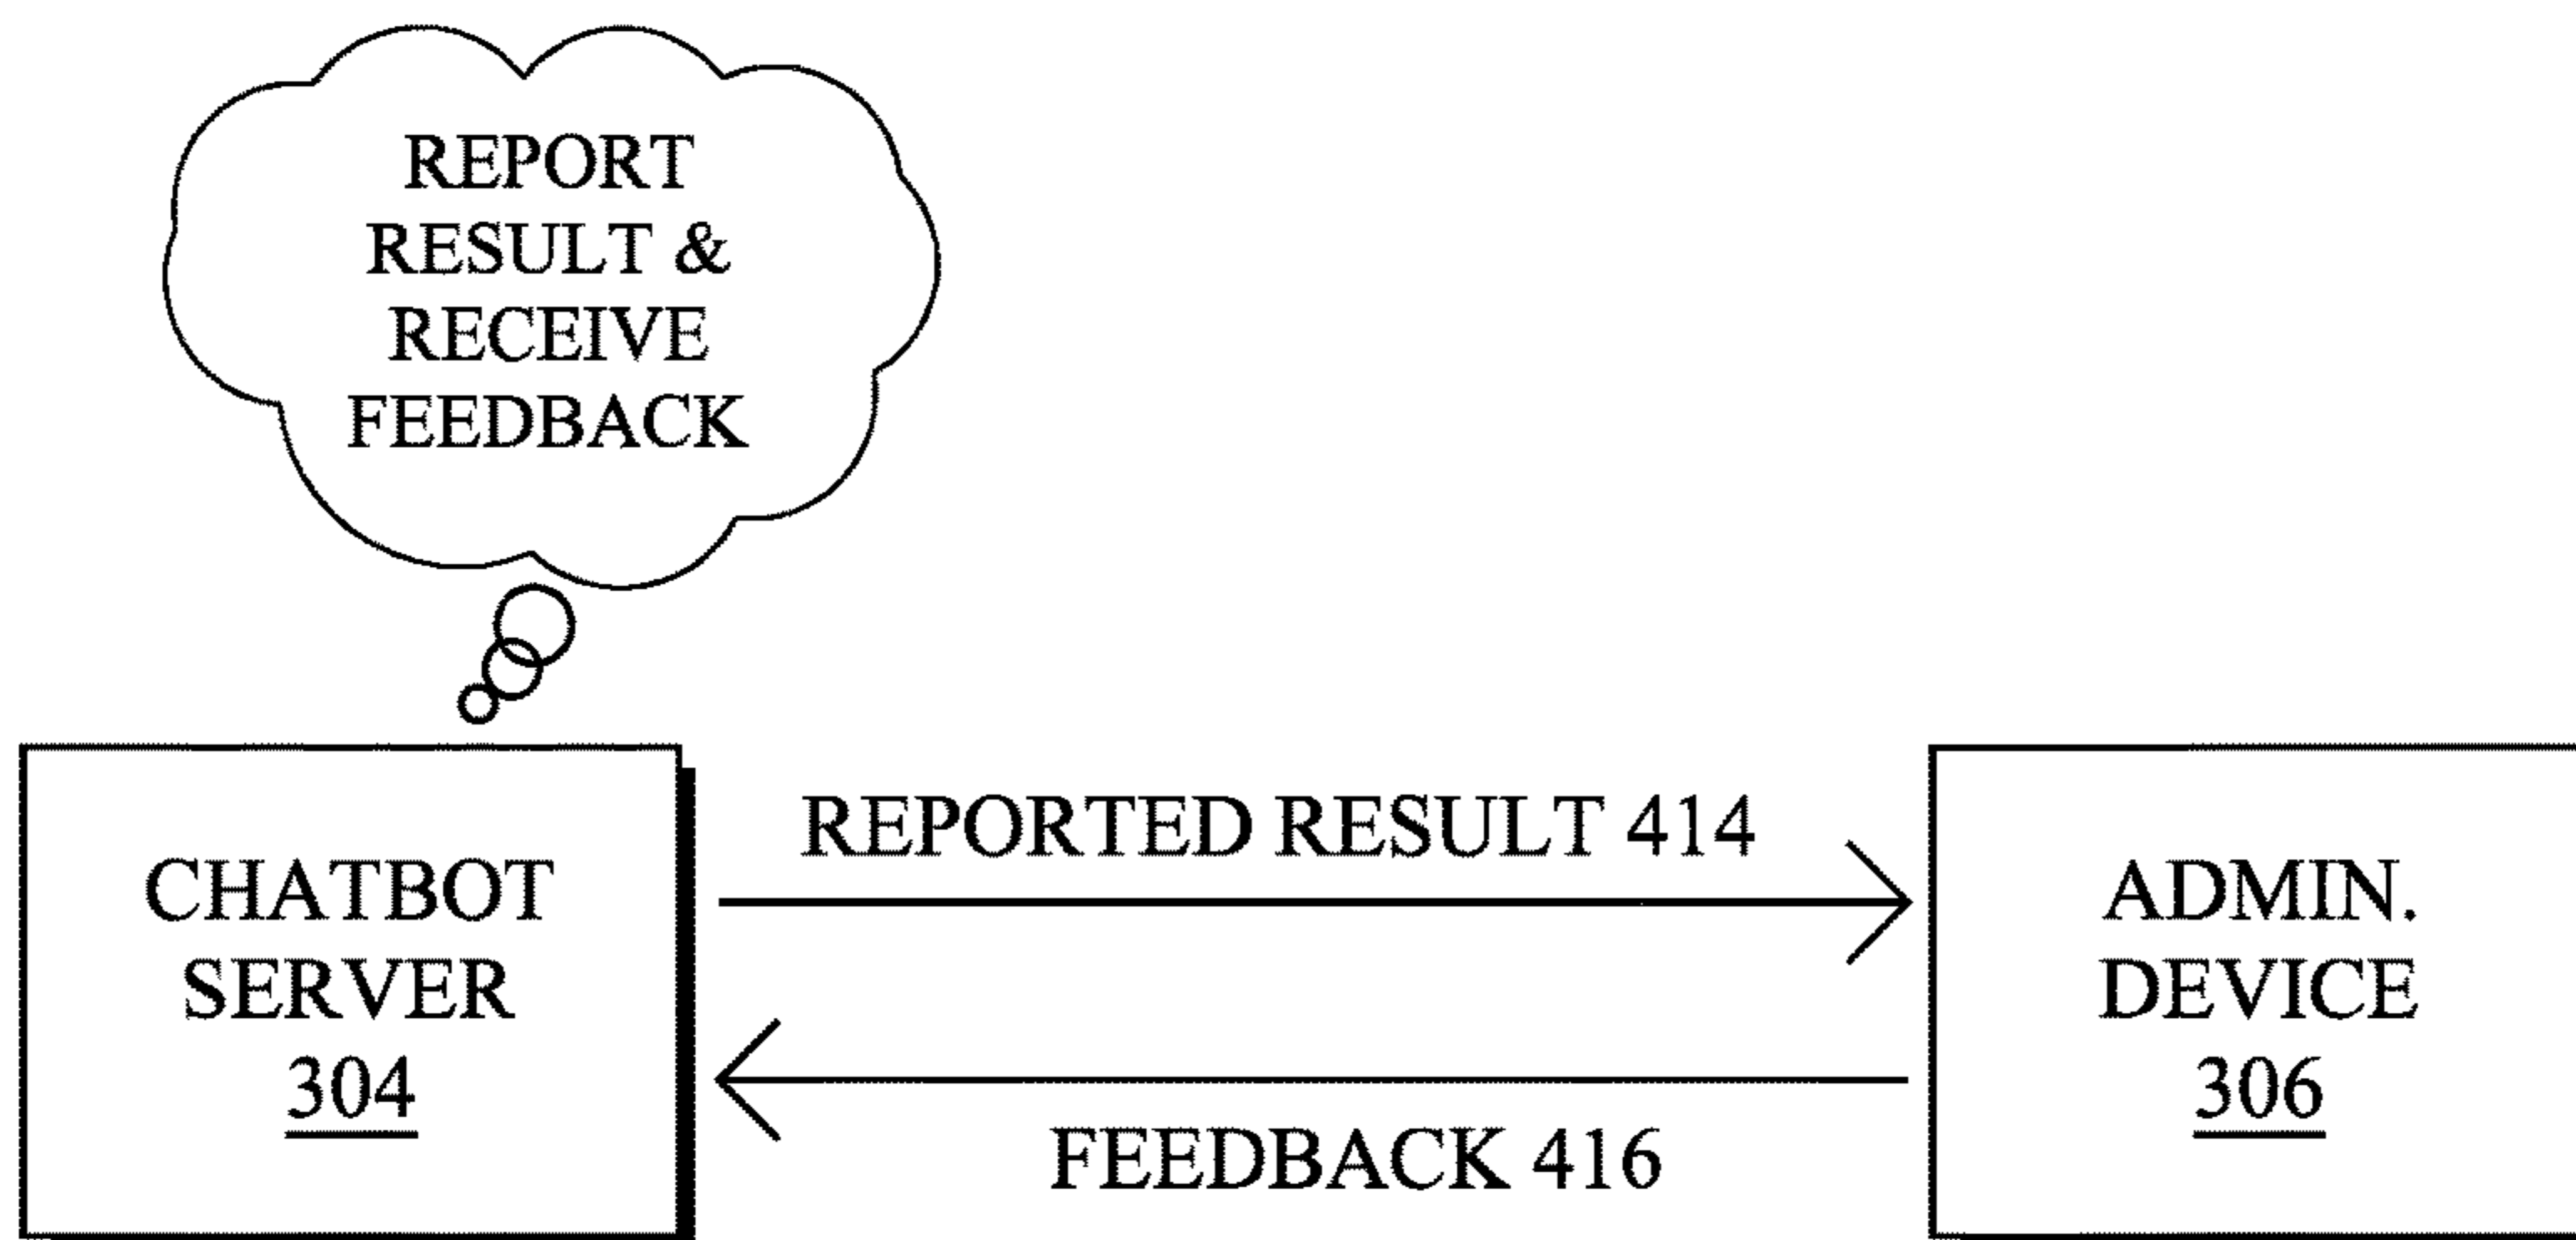 REPORT
RESULT &
RECEIVE
FEEDBACK
CHATBOT
SERVER
304
REPORTED RESULT 414
FEEDBACK 416
ADMIN.
DEVICE
306